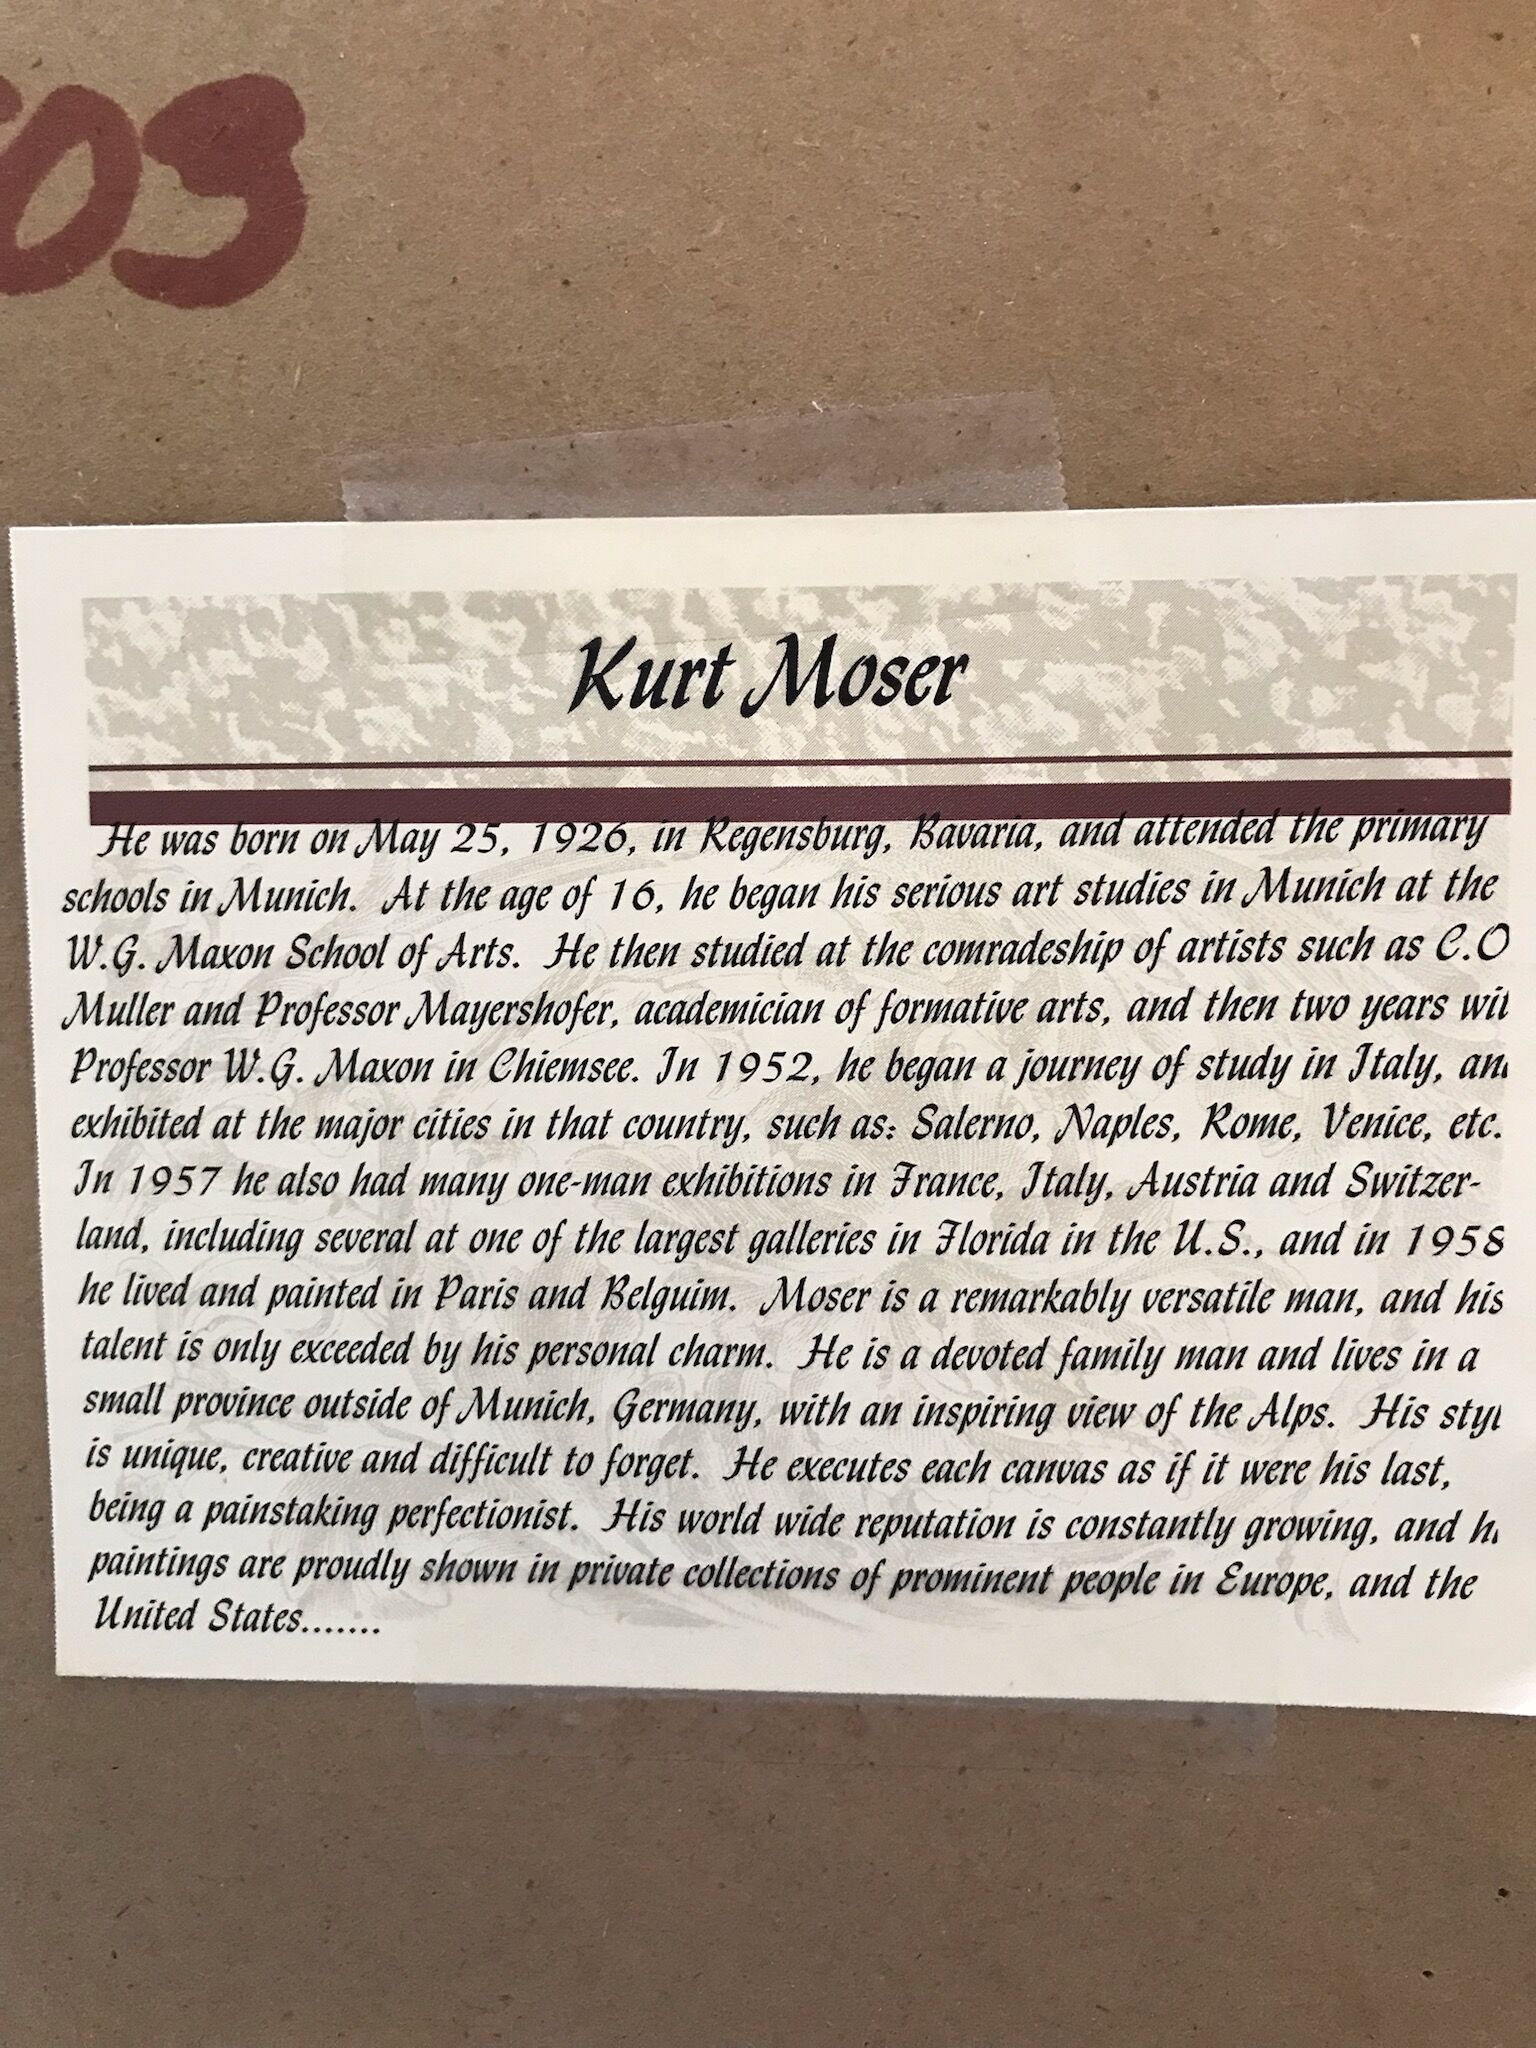 03
Kurt Moser
He was born on May 25, 1926, in Regensburg, Bavaria, and attended the primary
schools in Munich. At the age of 16, he began his serious art studies in Munich at the
W.G. Maxon School of Arts. He then studied at the comradeship of artists such as C.O
Muller and Professor Mayershofer, academician of formative arts, and then two years wit
Professor W.G. Maxon in Chiemsee. In 1952, he began a journey of study in Italy, and
exhibited at the major cities in that country, such as: Salerno, Naples, Rome, Venice, etc.
In 1957 he also had many one-man exhibitions in France, Italy, Austria and Switzer-
land, including several at one of the largest galleries in Florida in the U.S., and in 1958
he lived and painted in Paris and Belguim. Moser is a remarkably versatile man, and his
talent is only exceeded by his personal charm. He is a devoted family man and lives in a
small province outside of Munich, Germany, with an inspiring view of the Alps. His styl
is unique, creative and difficult to forget. He executes each canvas as if it were his last,
being a painstaking perfectionist. His world wide reputation is constantly growing, and h
paintings are proudly shown in private collections of prominent people in Europe, and the
United States.......